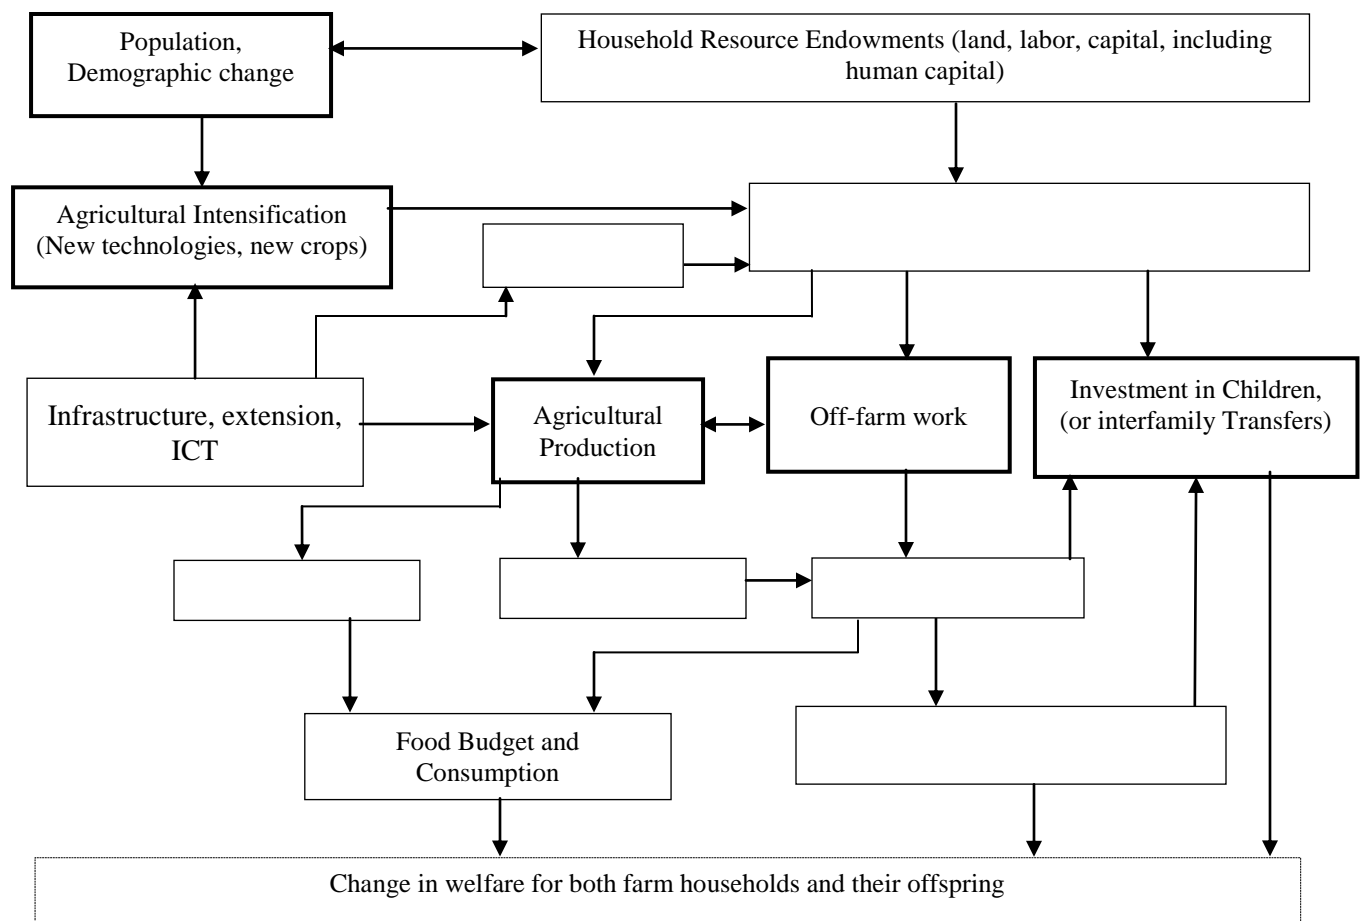 Population,
Demographic change
Household Resource Endowments (land, labor, capital, including
human capital)
Agricultural Intensification
(New technologies, new crops)
Infrastructure, extension,
ICT
Agricultural
Production
Off-farm work
Investment in Children,
(or interfamily Transfers)
Food Budget and
Consumption
Change in welfare for both farm households and their offspring